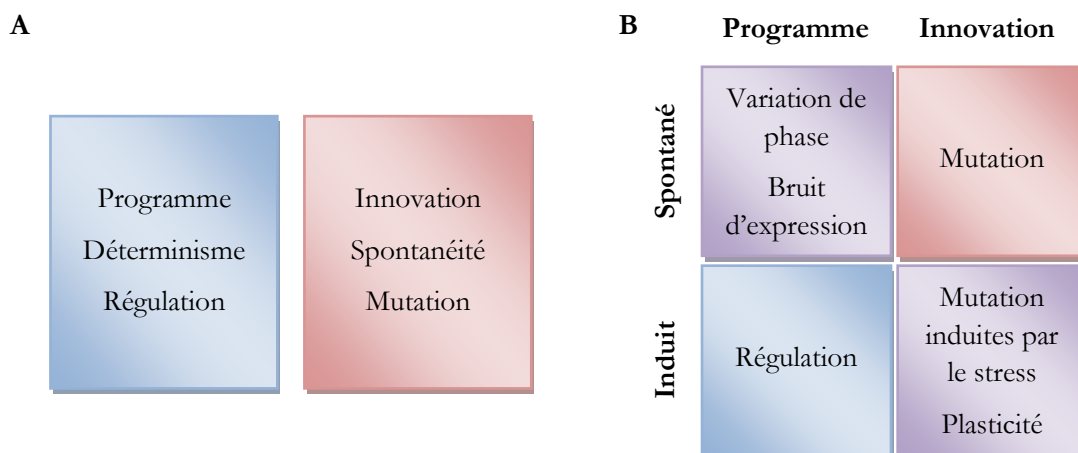 A
Programme
Déterminisme
Régulation
Innovation
Spontanéité
Mutation
B
Programme
Innovation
Spontané
Variation de
phase
Bruit
d’expression
Mutation
Induit
Régulation
Mutation
induites par
le stress
Plasticité